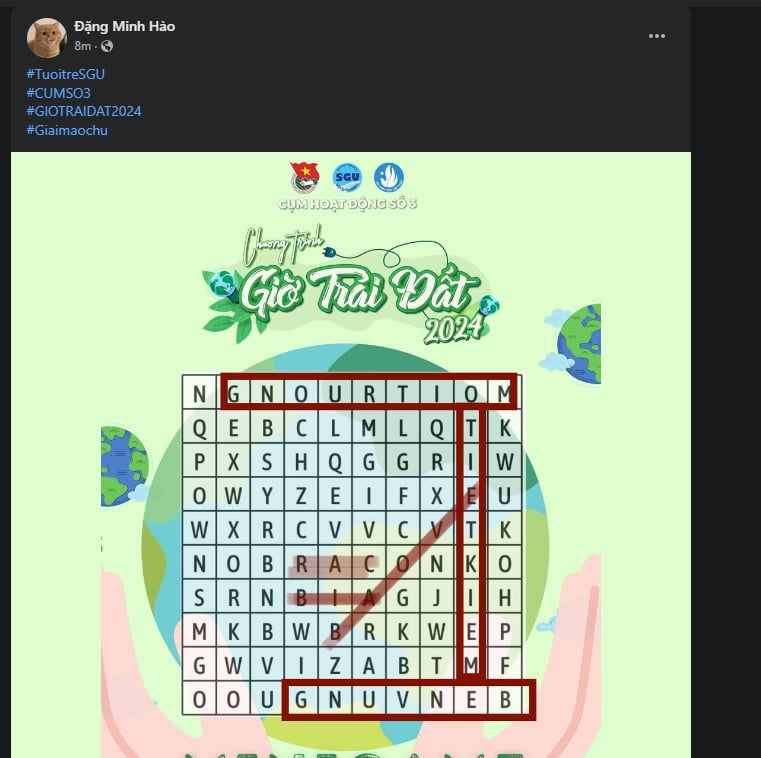 Đặng Minh Hào
8m
#TuoitreSGU
#CUMSO3
#GIOTRAIDAT2024
#Giaimaochu
SGU
CỤM HOẠT ĐỘNG SỐ 3
Chương Trình
Giờ Trái Đất
2024
N G N O U R T I O M
Q E B C L M L Q T K
P X S H Q G G R I W
O W Y Z E I F X E U
W X R C V V C V T K
N O B R A C O N K O
S R N B I A G J I H
M K B W B R K W E P
G W V I Z A B T M F
O O U G N U V N E B